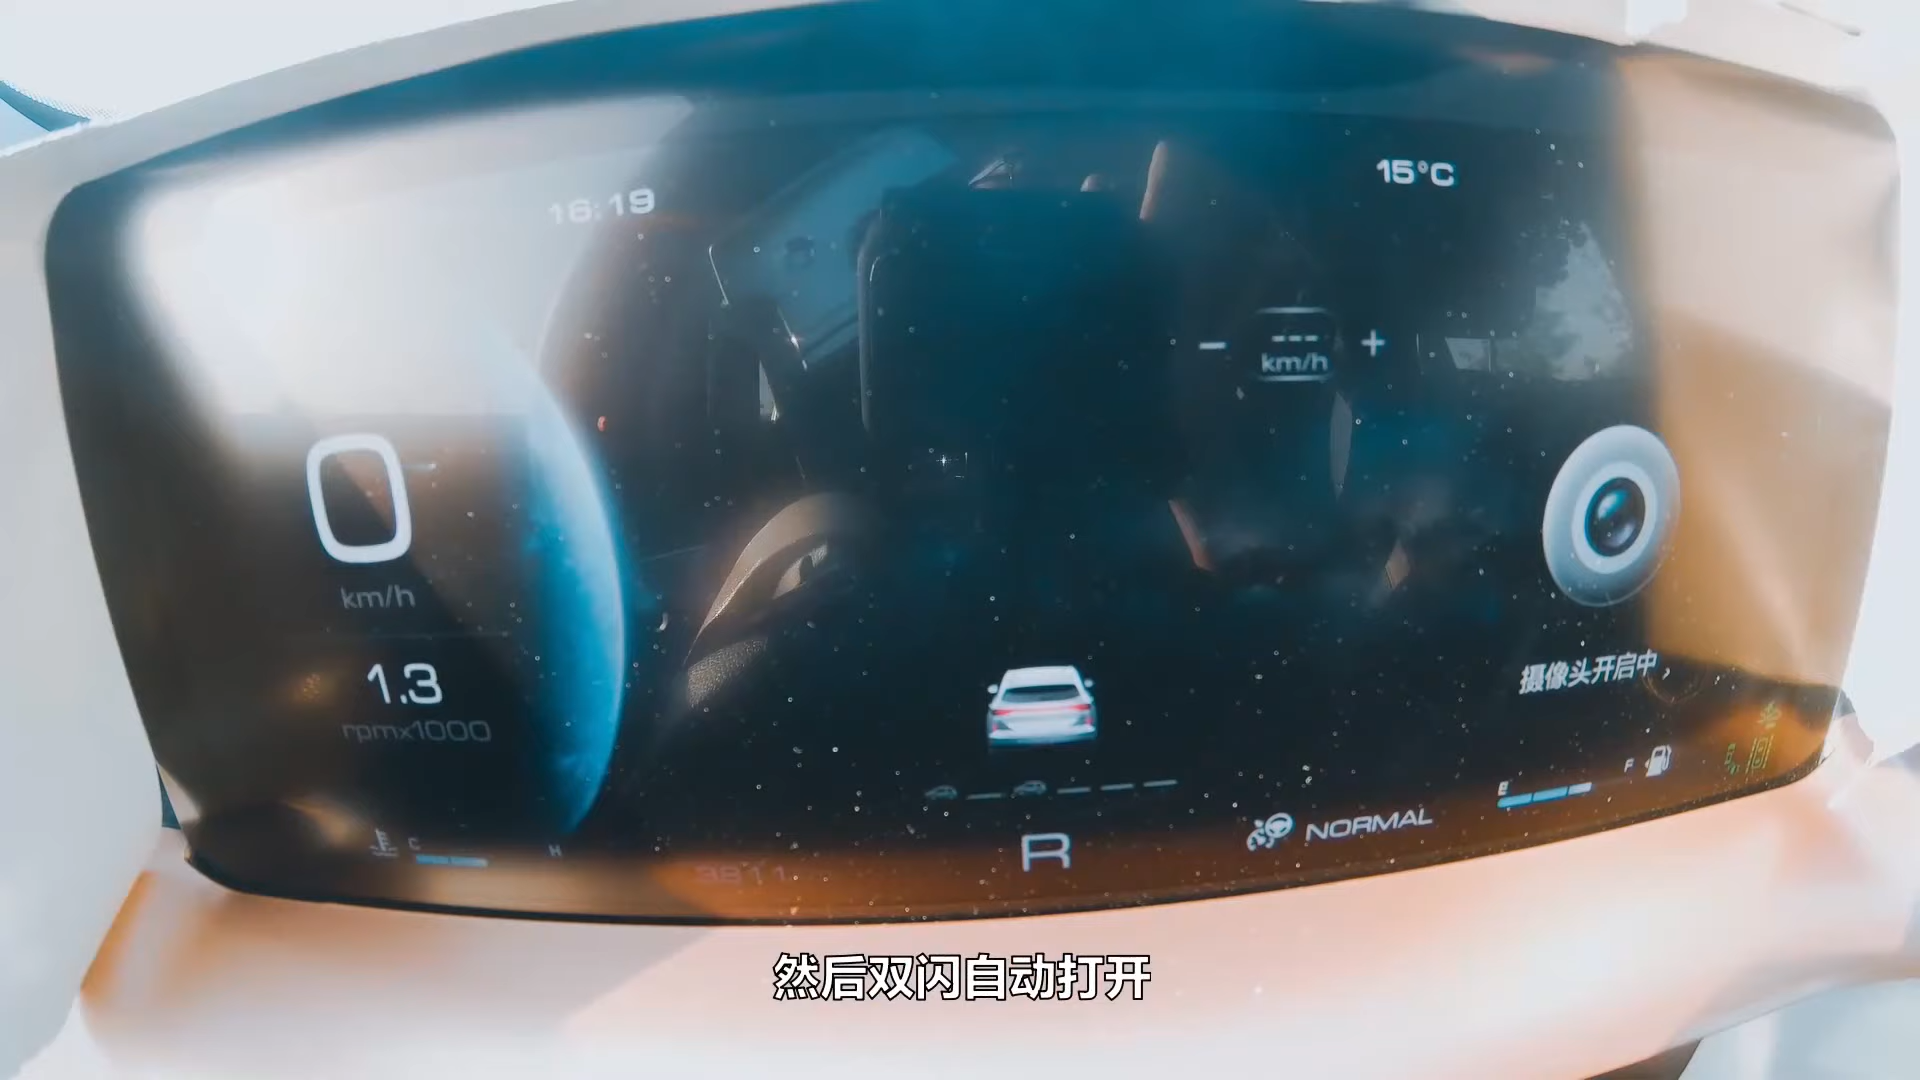 16:19
15°C
- --- +
km/h
0
km/h
1.3
rpmx1000
摄像头开启中
R
NORMAL
E F
C H
然后双闪自动打开